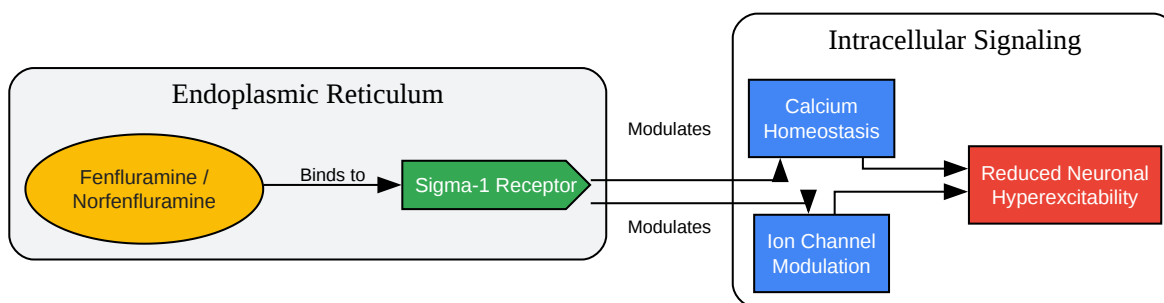 Endoplasmic Reticulum
Fenfluramine /
Norfenfluramine
Binds to
Sigma-1 Receptor
Modulates
Modulates
Intracellular Signaling
Calcium
Homeostasis
Ion Channel
Modulation
Reduced Neuronal
Hyperexcitability